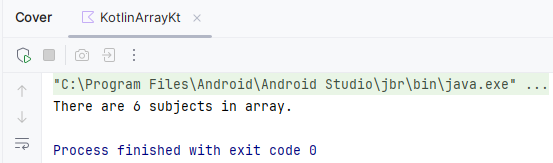 Cover KotlinArrayKt
"C:\Program Files\Android\Android Studio\jbr\bin\java.exe" ...
There are 6 subjects in array.
Process finished with exit code 0